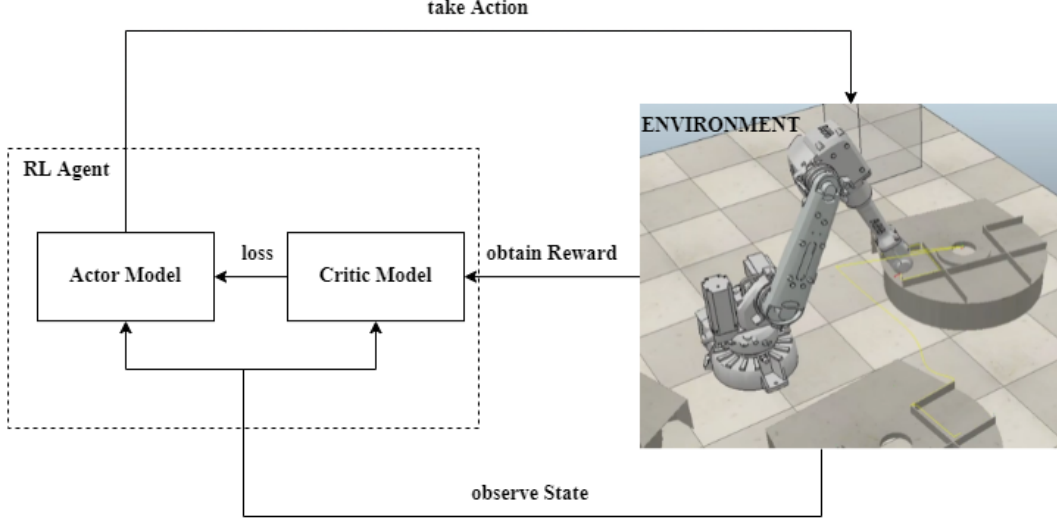 take Action
ENVIRONMENT
RL Agent
Actor Model
loss
Critic Model
obtain Reward
observe State